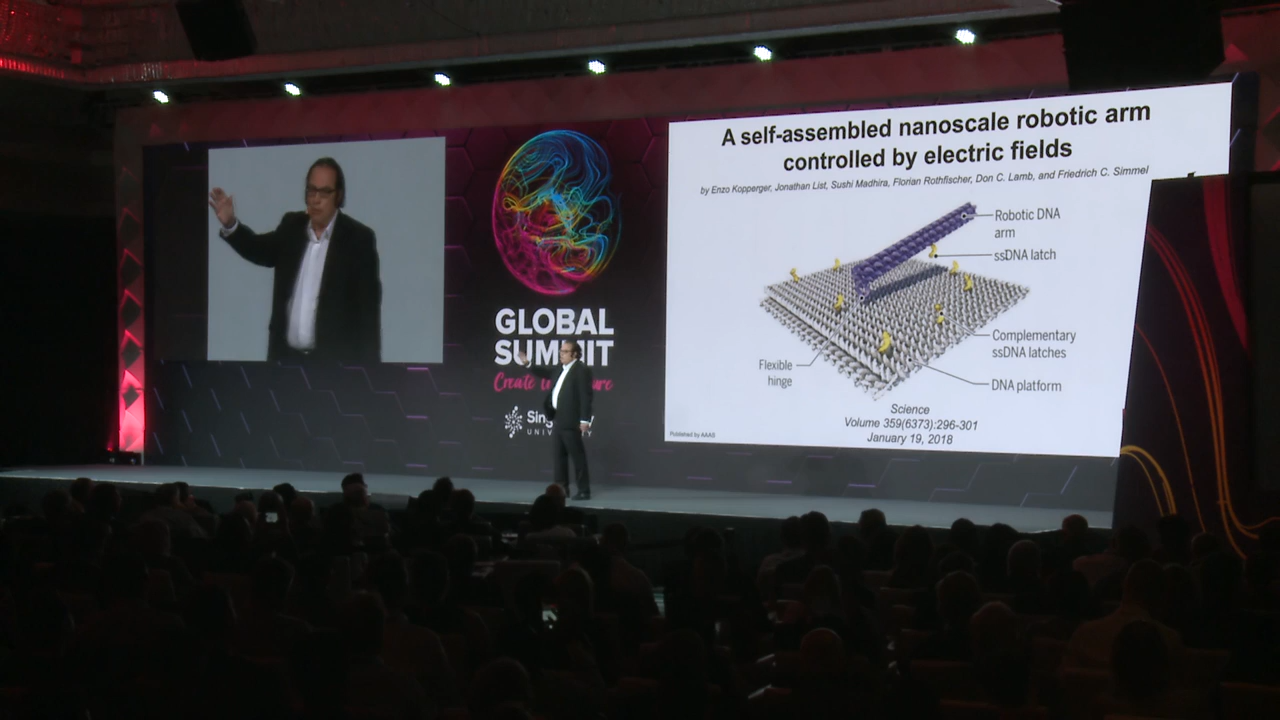 GLOBAL
SUMMIT
Create
A self-assembled nanoscale robotic arm
controlled by electric fields
by Enzo Kopperger, Jonathan List, Sushi Madhira, Florian Rothfischer, Don C. Lamb, and Friedrich C. Simmel
Robotic DNA
arm
ssDNA latch
Complementary
ssDNA latches
Flexible
hinge
DNA platform
Science
Volume 359(6373):296-301
January 19, 2018
Published by AAAS